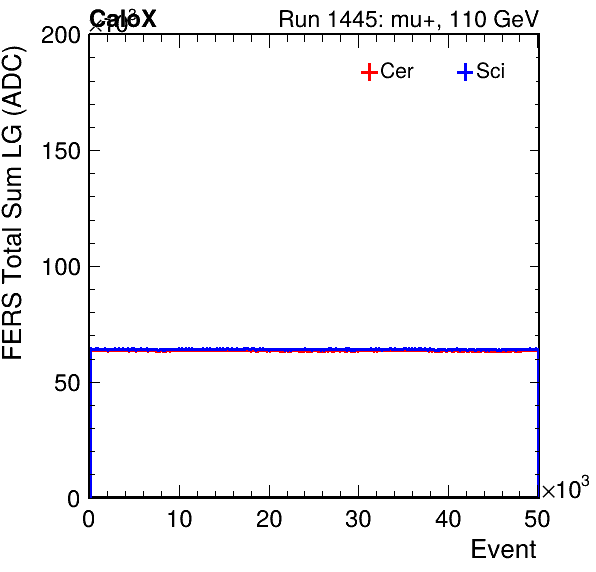 CaloX
×10³
Run 1445: mu+, 110 GeV
FERS Total Sum LG (ADC)
Cer
Sci
200
150
100
50
0
0 10 20 30 40 50
×10³
Event